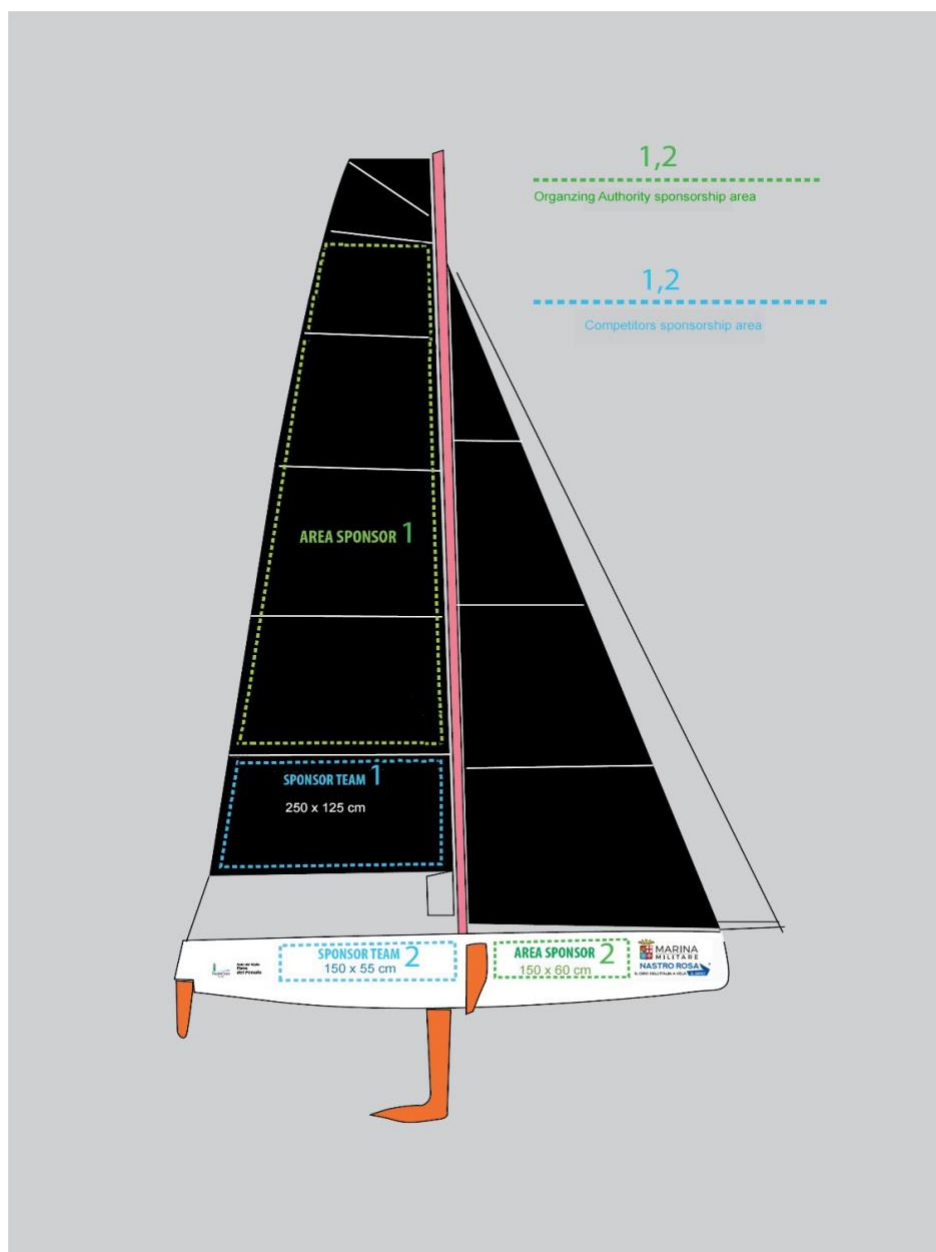 1,2
Organzing Authority sponsorship area
1,2
Competitors sponsorship area
AREA SPONSOR 1
SPONSOR TEAM 1
250 x 125 cm
SPONSOR TEAM 2
150 x 55 cm
AREA SPONSOR 2
150 x 60 cm
MARINA
MILITARE
NASTRO ROSA